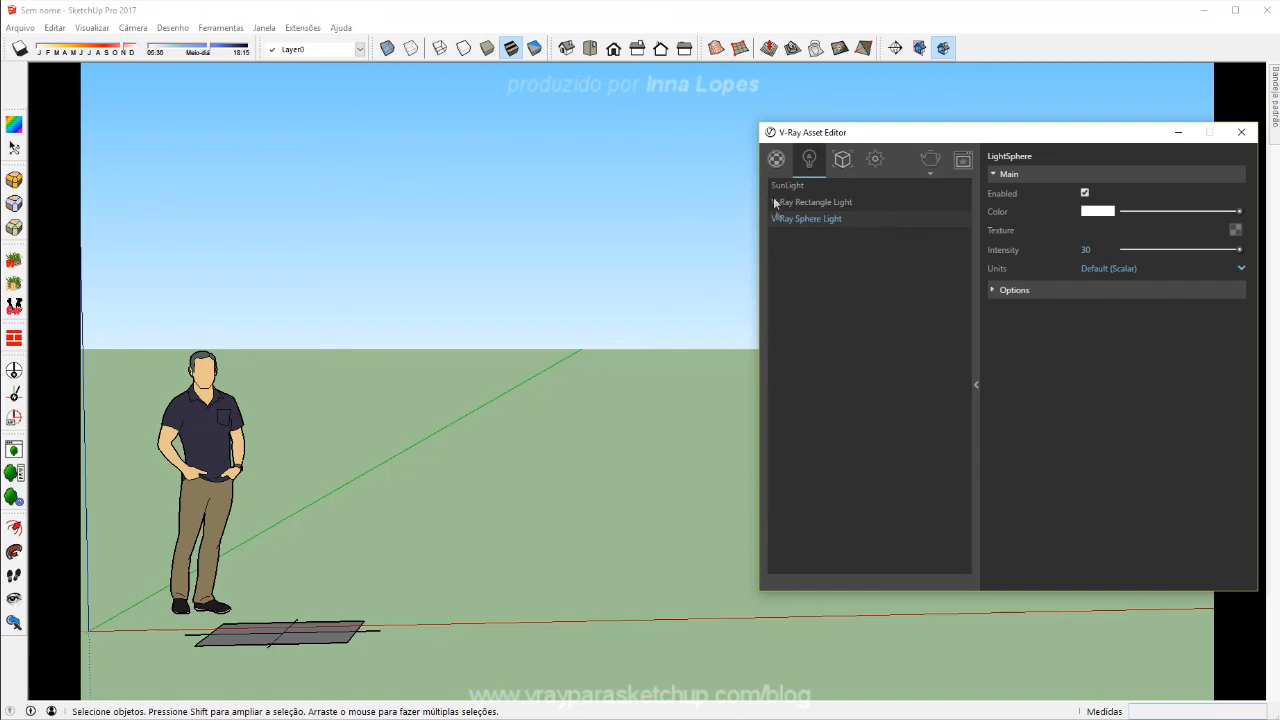 Sem nome - SketchUp Pro 2017
Arquivo Editar Visualizar Câmera Desenho Ferramentas Janela Extensões Ajuda
J F M A M J J A S O N D 05:36 Meio-dia 18:15 Layer0
produzido por Inna Lopes
Bandeja padrão
V-Ray Asset Editor
SunLight
V-Ray Rectangle Light
V-Ray Sphere Light
LightSphere
Main
Enabled
Color
Texture
Intensity 30
Units Default (Scalar)
Options
www.vrayparasketchup.com/blog
Selecione objetos. Pressione Shift para ampliar a seleção. Arraste o mouse para fazer múltiplas seleções.
Medidas